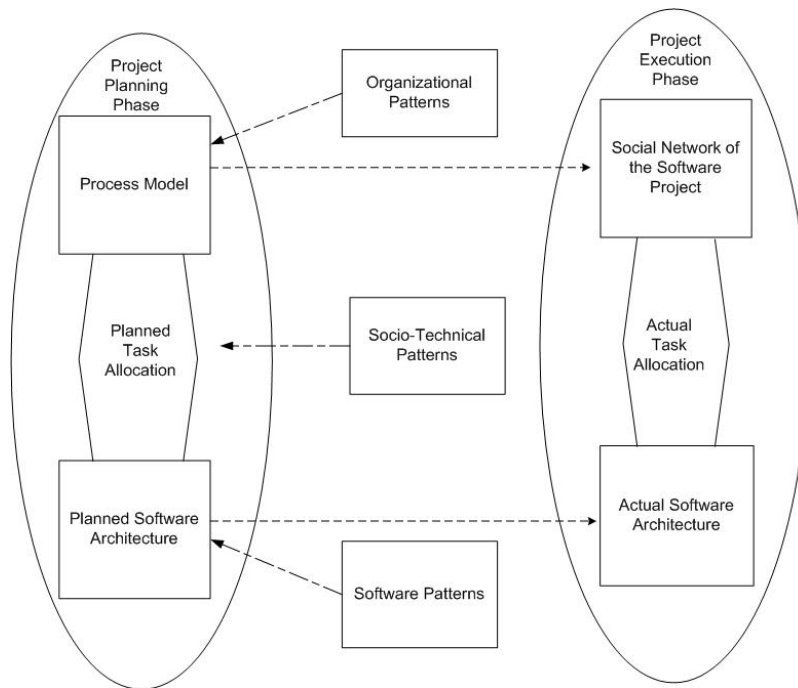 Project
Planning
Phase
Process Model
Planned
Task
Allocation
Planned Software
Architecture
Organizational
Patterns
Socio-Technical
Patterns
Software Patterns
Project
Execution
Phase
Social Network of
the Software
Project
Actual
Task
Allocation
Actual Software
Architecture